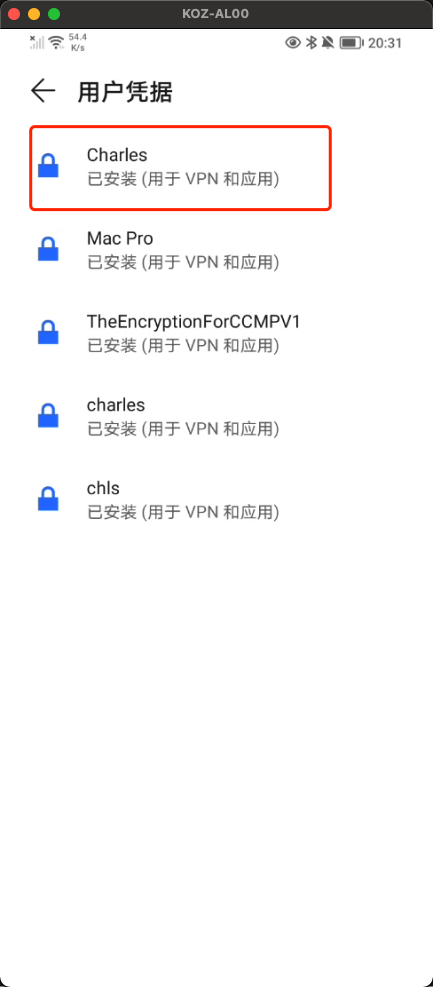 KOZ-AL00
54.4
K/s
20:31
用户凭据
Charles
已安装 (用于 VPN 和应用)
Mac Pro
已安装 (用于 VPN 和应用)
TheEncryptionForCCMPV1
已安装 (用于 VPN 和应用)
charles
已安装 (用于 VPN 和应用)
chls
已安装 (用于 VPN 和应用)